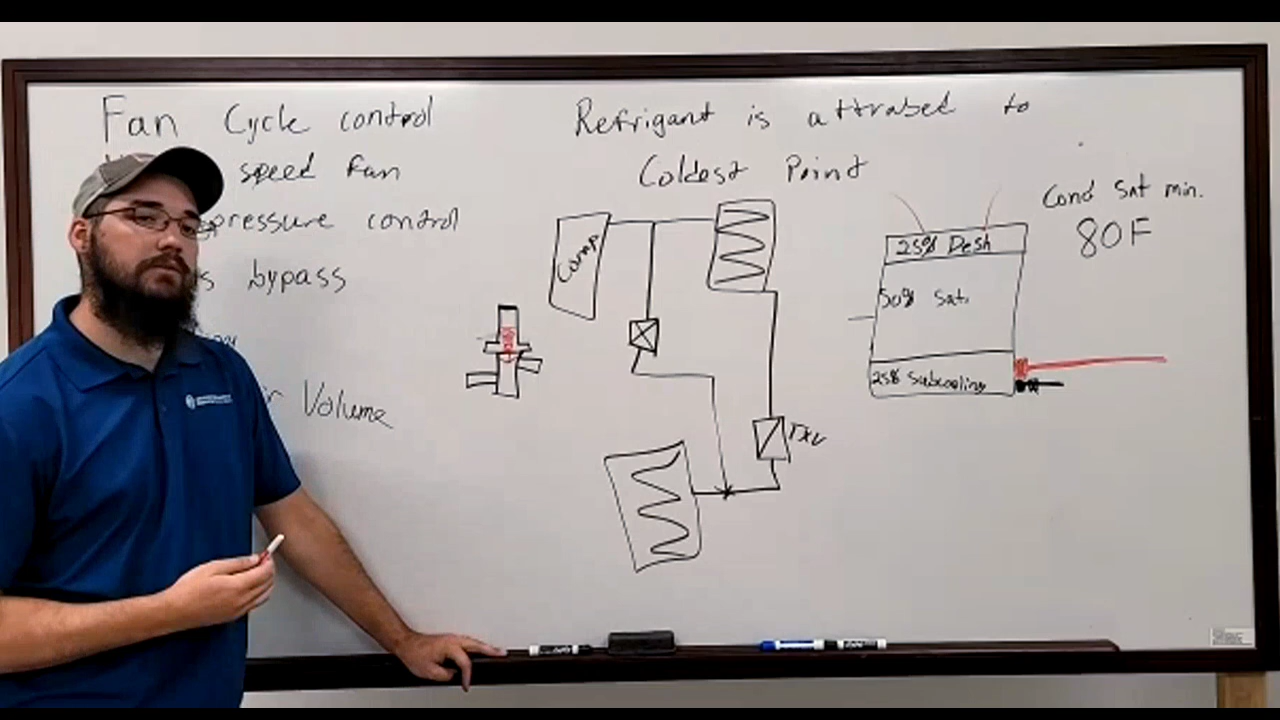 Fan Cycle control
speed fan
pressure control
bypass
Volume
Refrigant is attrabed to
Coldest Point
Comp
TXV
25% Desh
50% Sat.
25% Subcooling
Cond Sat min.
80F